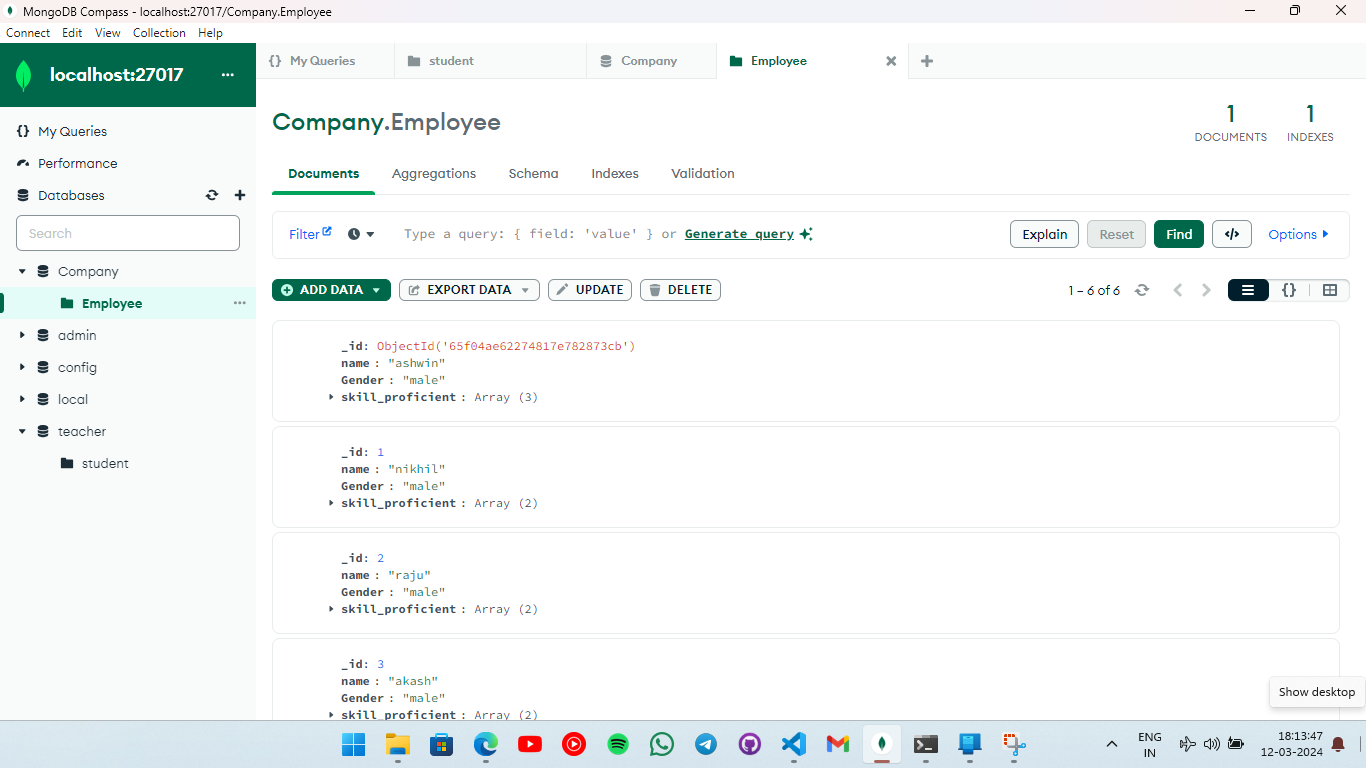 MongoDB Compass - localhost:27017/Company.Employee
Connect Edit View Collection Help
localhost:27017 ...
{} My Queries student Company Employee
My Queries
Performance
Databases
Search
Company
Employee
admin
config
local
teacher
student
Company.Employee
1 DOCUMENTS
1 INDEXES
Documents Aggregations Schema Indexes Validation
Filter Type a query: { field: 'value' } or Generate query Explain Reset Find </> Options
ADD DATA EXPORT DATA UPDATE DELETE 1 – 6 of 6 {}
_id: ObjectId('65f04ae62274817e782873cb')
name : "ashwin"
Gender : "male"
skill_proficient : Array (3)
_id: 1
name : "nikhil"
Gender : "male"
skill_proficient : Array (2)
_id: 2
name : "raju"
Gender : "male"
skill_proficient : Array (2)
_id: 3
name : "akash"
Gender : "male"
skill_proficient : Array (2)
Show desktop
ENG
IN
18:13:47
12-03-2024